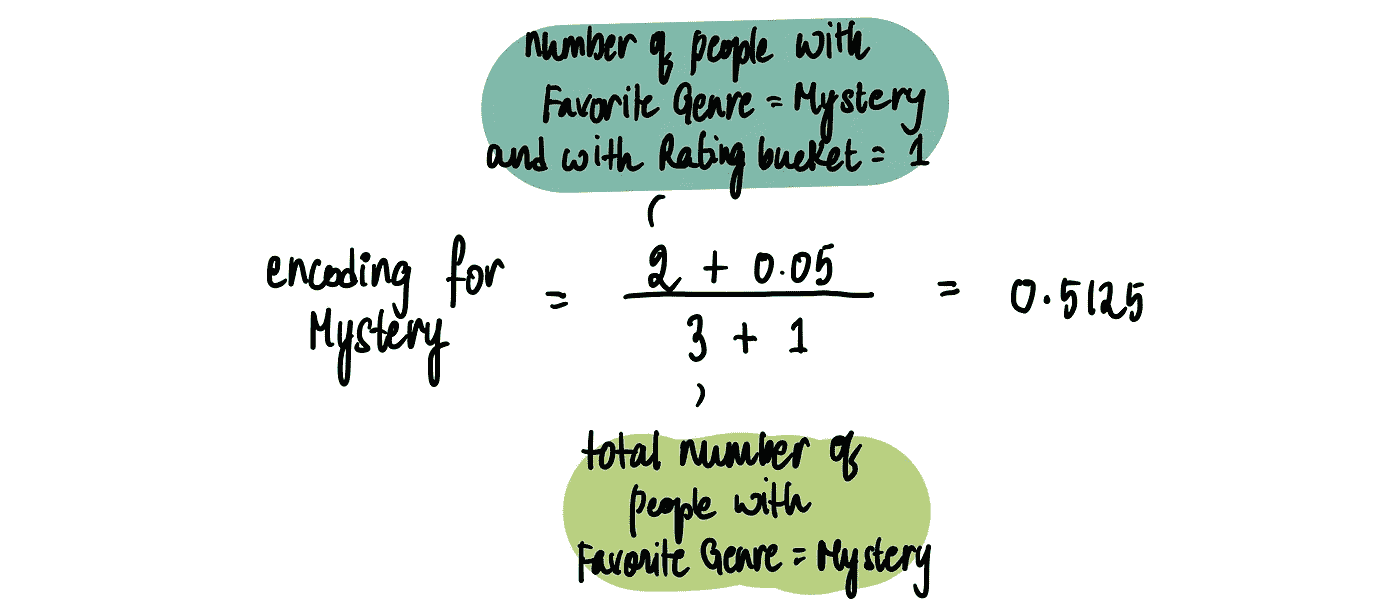 number of people with
Favorite Genre = Mystery
and with Rating bucket = 1
encoding for
Mystery
=
2 + 0.05
3 + 1
= 0.5125
total number of
people with
Favorite Genre = Mystery